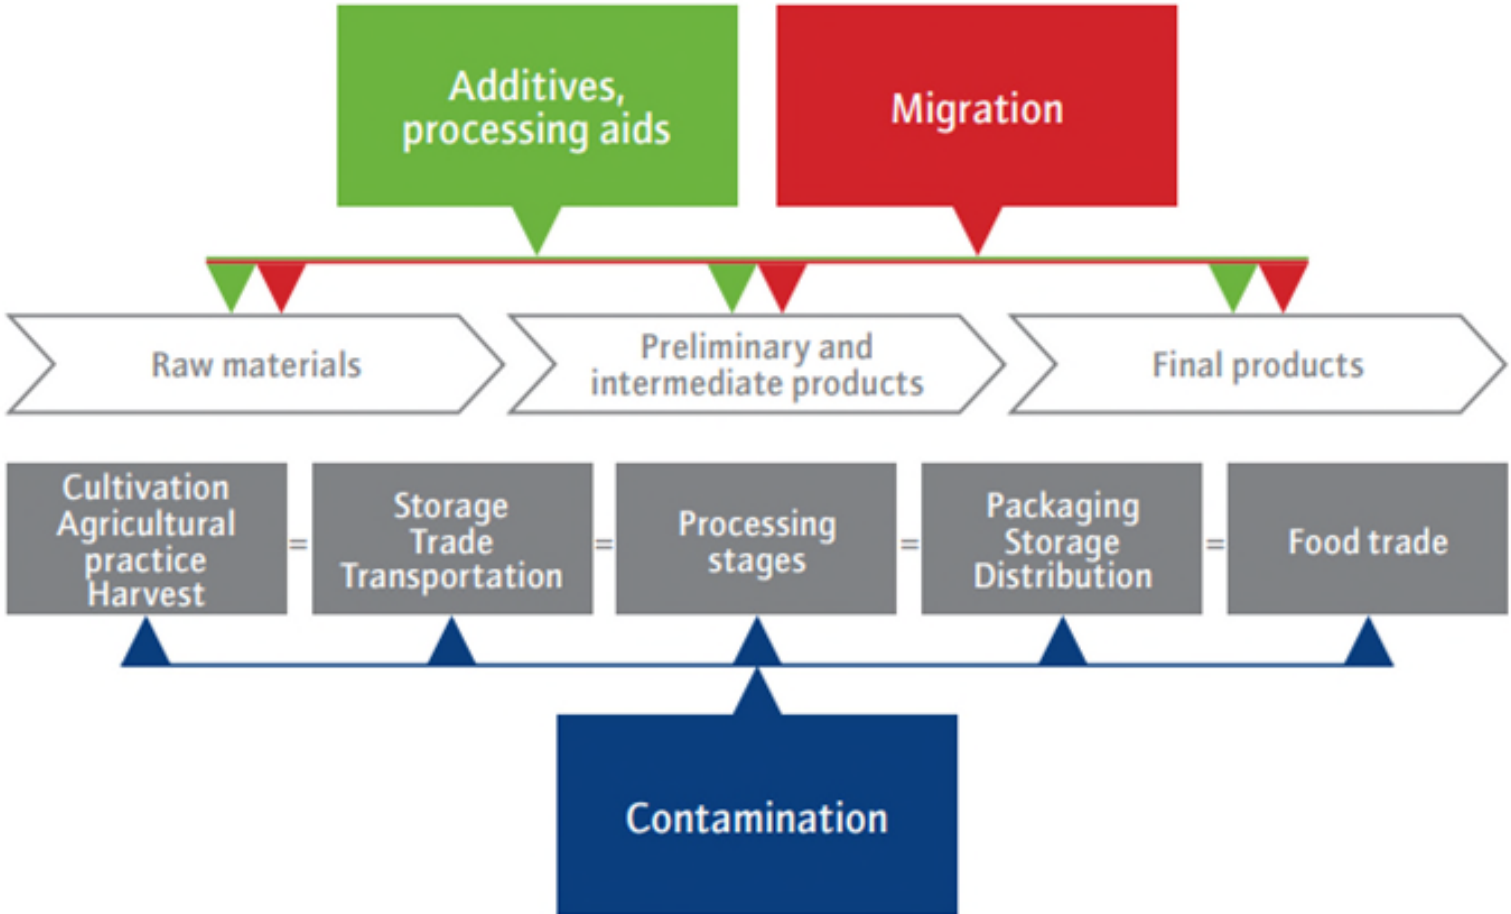 Additives,
processing aids
Migration
Raw materials
Preliminary and
intermediate products
Final products
Cultivation
Agricultural
practice
Harvest
=
Storage
Trade
Transportation
=
Processing
stages
=
Packaging
Storage
Distribution
=
Food trade
Contamination